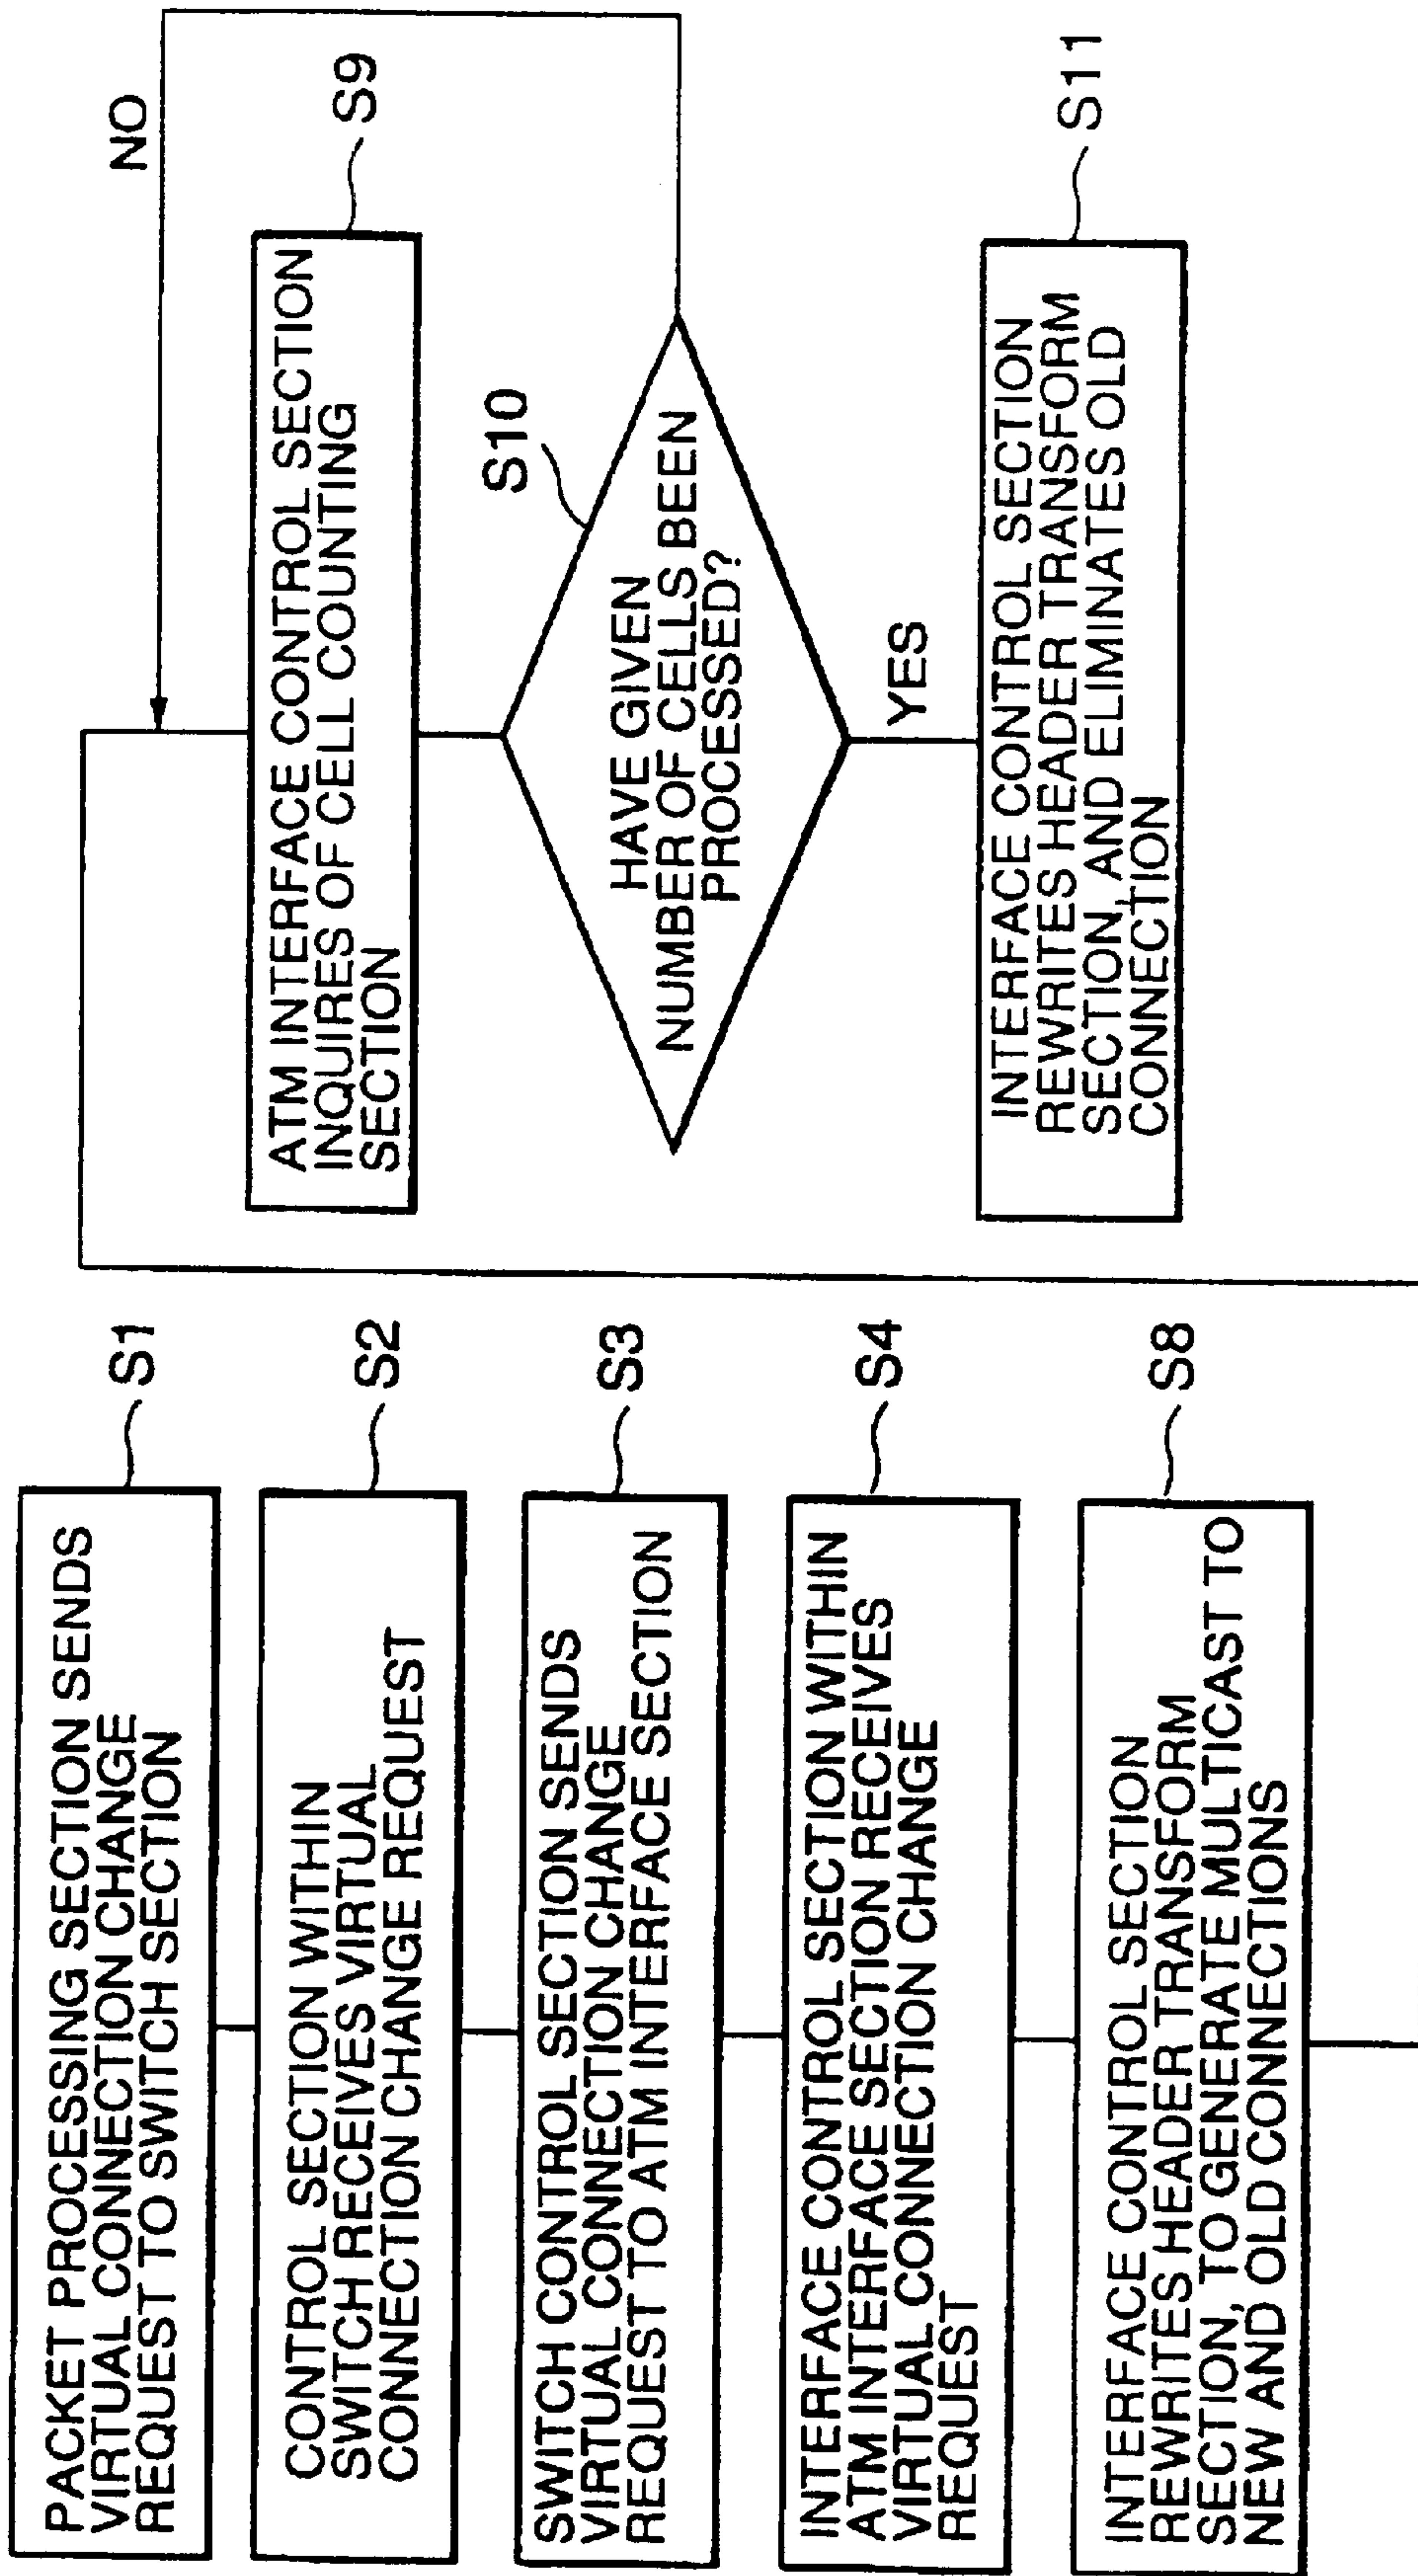 PACKET PROCESSING SECTION SENDS
VIRTUAL CONNECTION CHANGE
REQUEST TO SWITCH SECTION
S1
CONTROL SECTION WITHIN
SWITCH RECEIVES VIRTUAL
CONNECTION CHANGE REQUEST
S2
SWITCH CONTROL SECTION SENDS
VIRTUAL CONNECTION CHANGE
REQUEST TO ATM INTERFACE SECTION
S3
INTERFACE CONTROL SECTION WITHIN
ATM INTERFACE SECTION RECEIVES
VIRTUAL CONNECTION CHANGE
REQUEST
S4
INTERFACE CONTROL SECTION
REWRITES HEADER TRANSFORM
SECTION, TO GENERATE MULTICAST TO
NEW AND OLD CONNECTIONS
S8
NO
ATM INTERFACE CONTROL SECTION
INQUIRES OF CELL COUNTING
SECTION
S9
S10
HAVE GIVEN
NUMBER OF CELLS BEEN
PROCESSED?
YES
INTERFACE CONTROL SECTION
REWRITES HEADER TRANSFORM
SECTION, AND ELIMINATES OLD
CONNECTION
S11